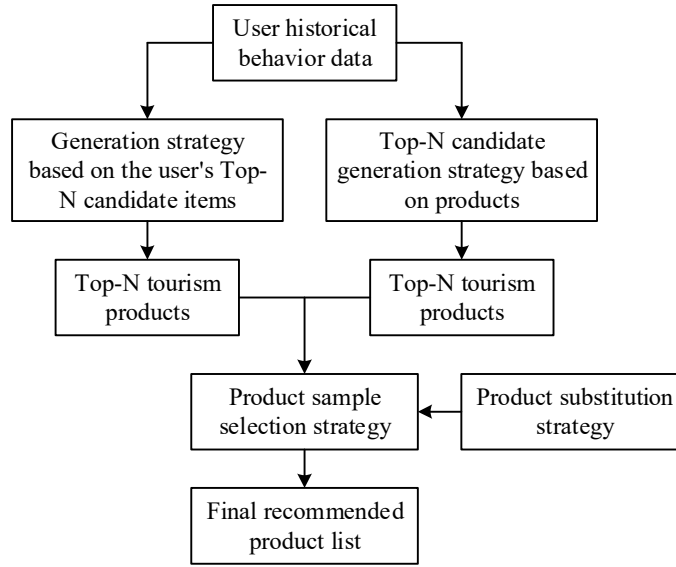 User historical
behavior data
Generation strategy
based on the user's Top-
N candidate items
Top-N candidate
generation strategy based
on products
Top-N tourism
products
Top-N tourism
products
Product sample
selection strategy
Product substitution
strategy
Final recommended
product list